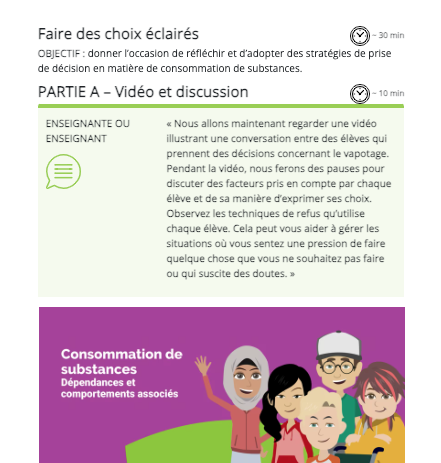 Faire des choix éclairés ~ 30 min
OBJECTIF : donner l'occasion de réfléchir et d'adopter des stratégies de prise
de décision en matière de consommation de substances.
PARTIE A – Vidéo et discussion ~ 10 min
ENSEIGNANTE OU
ENSEIGNANT
« Nous allons maintenant regarder une vidéo
illustrant une conversation entre des élèves qui
prennent des décisions concernant le vapotage.
Pendant la vidéo, nous ferons des pauses pour
discuter des facteurs pris en compte par chaque
élève et de sa manière d'exprimer ses choix.
Observez les techniques de refus qu'utilise
chaque élève. Cela peut vous aider à gérer les
situations où vous sentez une pression de faire
quelque chose que vous ne souhaitez pas faire
ou qui suscite des doutes. »
Consommation de
substances
Dépendances et
comportements associés